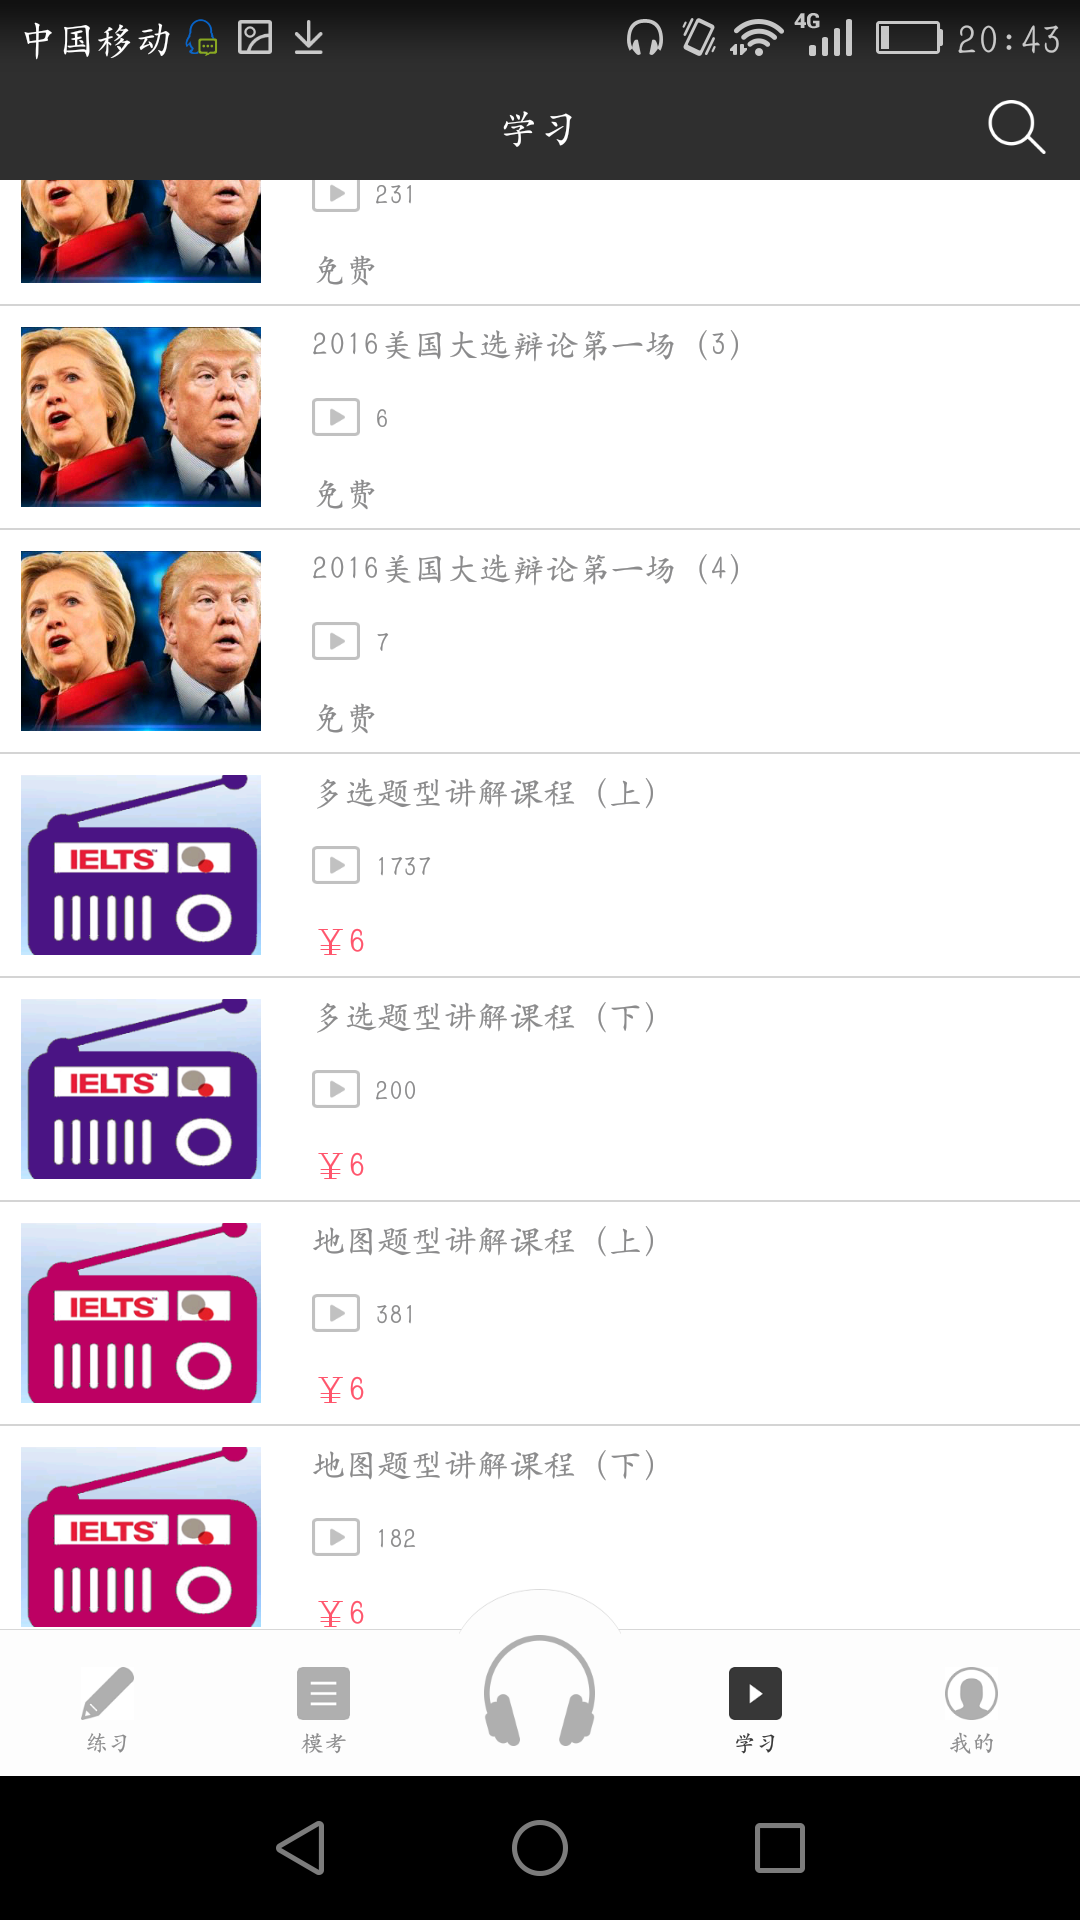 中国移动 4G 20:43
学习
231
免费
2016美国大选辩论第一场（3）
6
免费
2016美国大选辩论第一场（4）
7
免费
多选题型讲解课程（上）
IELTS
1737
￥6
多选题型讲解课程（下）
IELTS
200
￥6
地图题型讲解课程（上）
IELTS
381
￥6
地图题型讲解课程（下）
IELTS
182
￥6
练习 模考 学习 我的